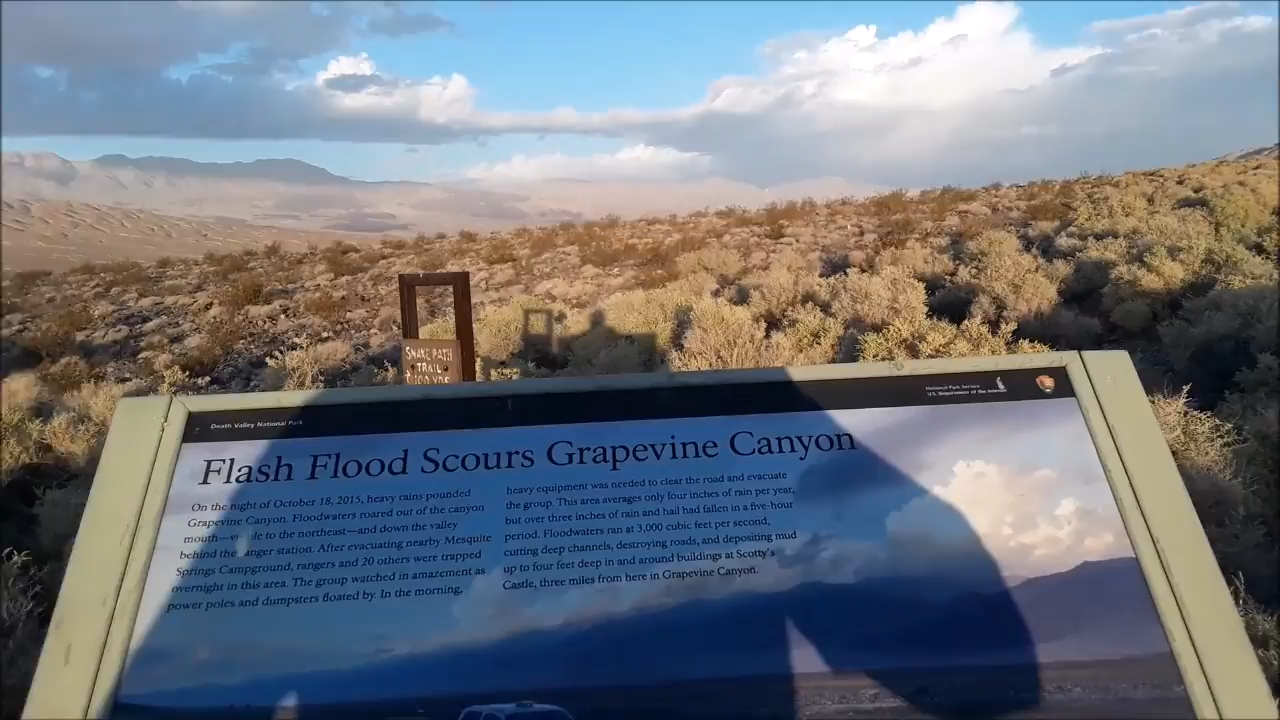 SNAKE PATH
TRAIL
100 YDS
Death Valley National Park
National Park Service
U.S. Department of the Interior
Flash Flood Scours Grapevine Canyon
On the night of October 18, 2015, heavy rains pounded
Grapevine Canyon. Floodwaters roared out of the canyon
mouth—vi le to the northeast—and down the valley
behind the anger station. After evacuating nearby Mesquite
Springs Campground, rangers and 20 others were trapped
overnight in this area. The group watched in amazement as
power poles and dumpsters floated by. In the morning,
heavy equipment was needed to clear the road and evacuate
the group. This area averages only four inches of rain per year,
but over three inches of rain and hail had fallen in a five-hour
period. Floodwaters ran at 3,000 cubic feet per second,
cutting deep channels, destroying roads, and depositing mud
up to four feet deep in and around buildings at Scotty's
Castle, three miles from here in Grapevine Canyon.